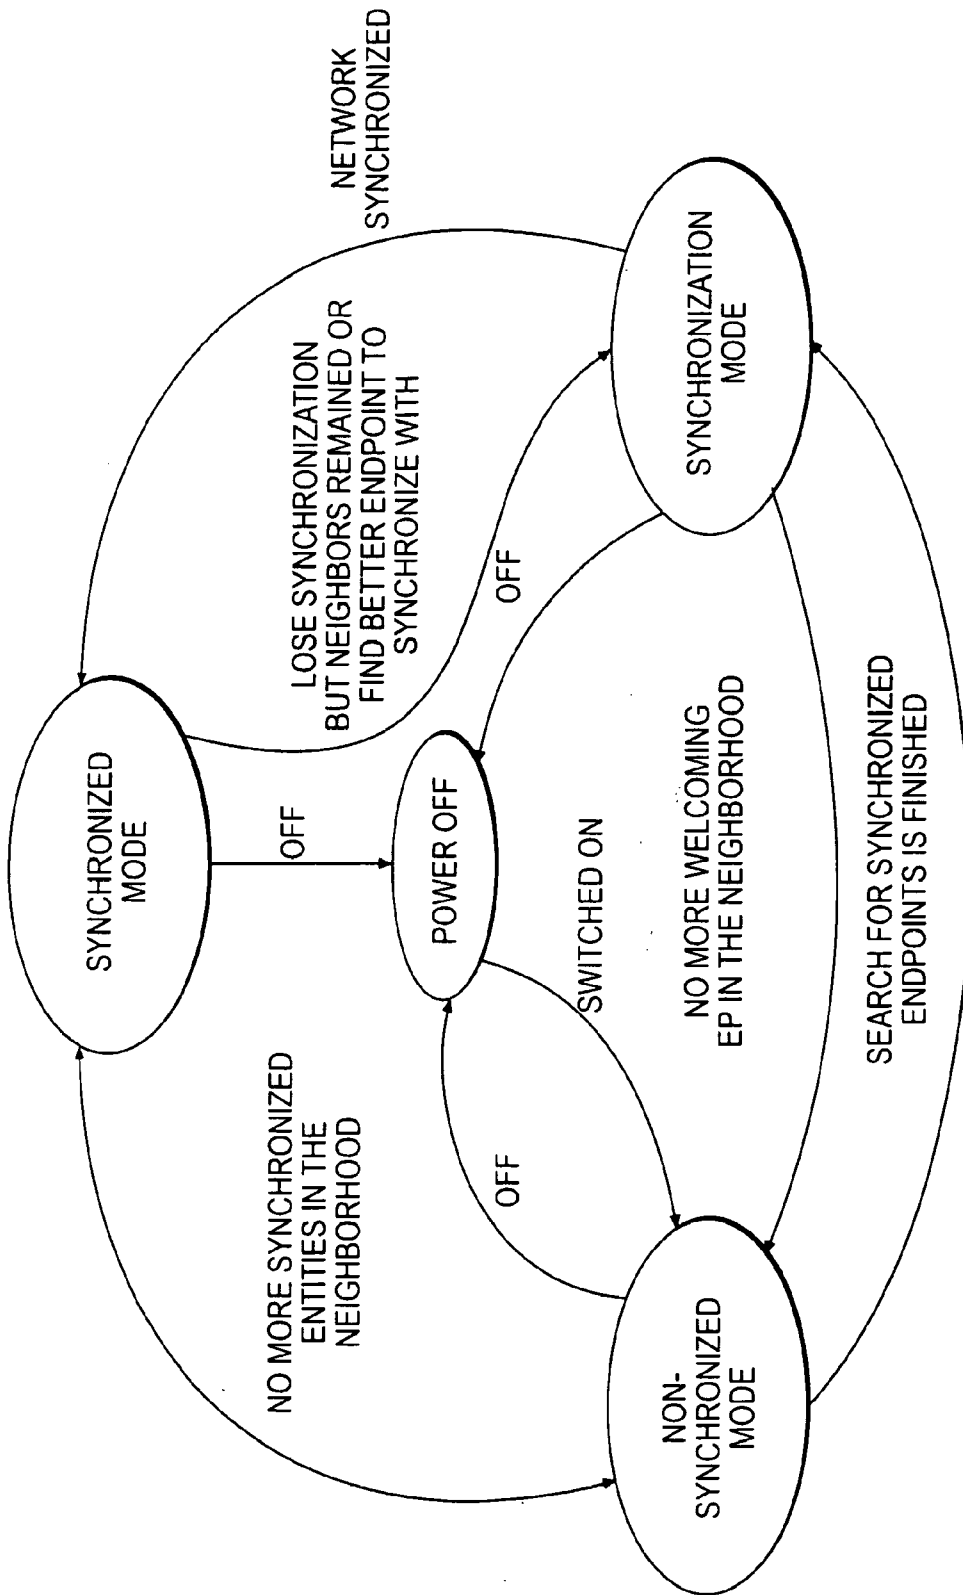 SYNCHRONIZED
MODE
NETWORK
SYNCHRONIZED
NO MORE SYNCHRONIZED
ENTITIES IN THE
NEIGHBORHOOD
OFF
LOSE SYNCHRONIZATION
BUT NEIGHBORS REMAINED OR
FIND BETTER ENDPOINT TO
SYNCHRONIZE WITH
POWER OFF
OFF
OFF
SWITCHED ON
NON-
SYNCHRONIZED
MODE
NO MORE WELCOMING
EP IN THE NEIGHBORHOOD
SYNCHRONIZATION
MODE
SEARCH FOR SYNCHRONIZED
ENDPOINTS IS FINISHED